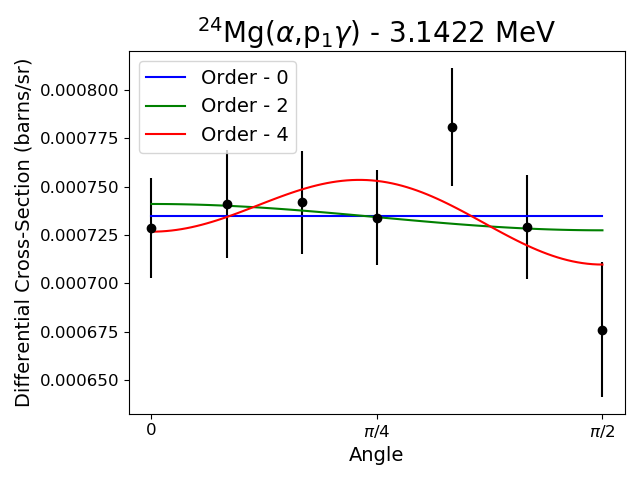 ²⁴Mg(α,p₁γ) - 3.1422 MeV
Order - 0
Order - 2
Order - 4
Differential Cross-Section (barns/sr)
0.000800
0.000775
0.000750
0.000725
0.000700
0.000675
0.000650
0
π/4
π/2
Angle